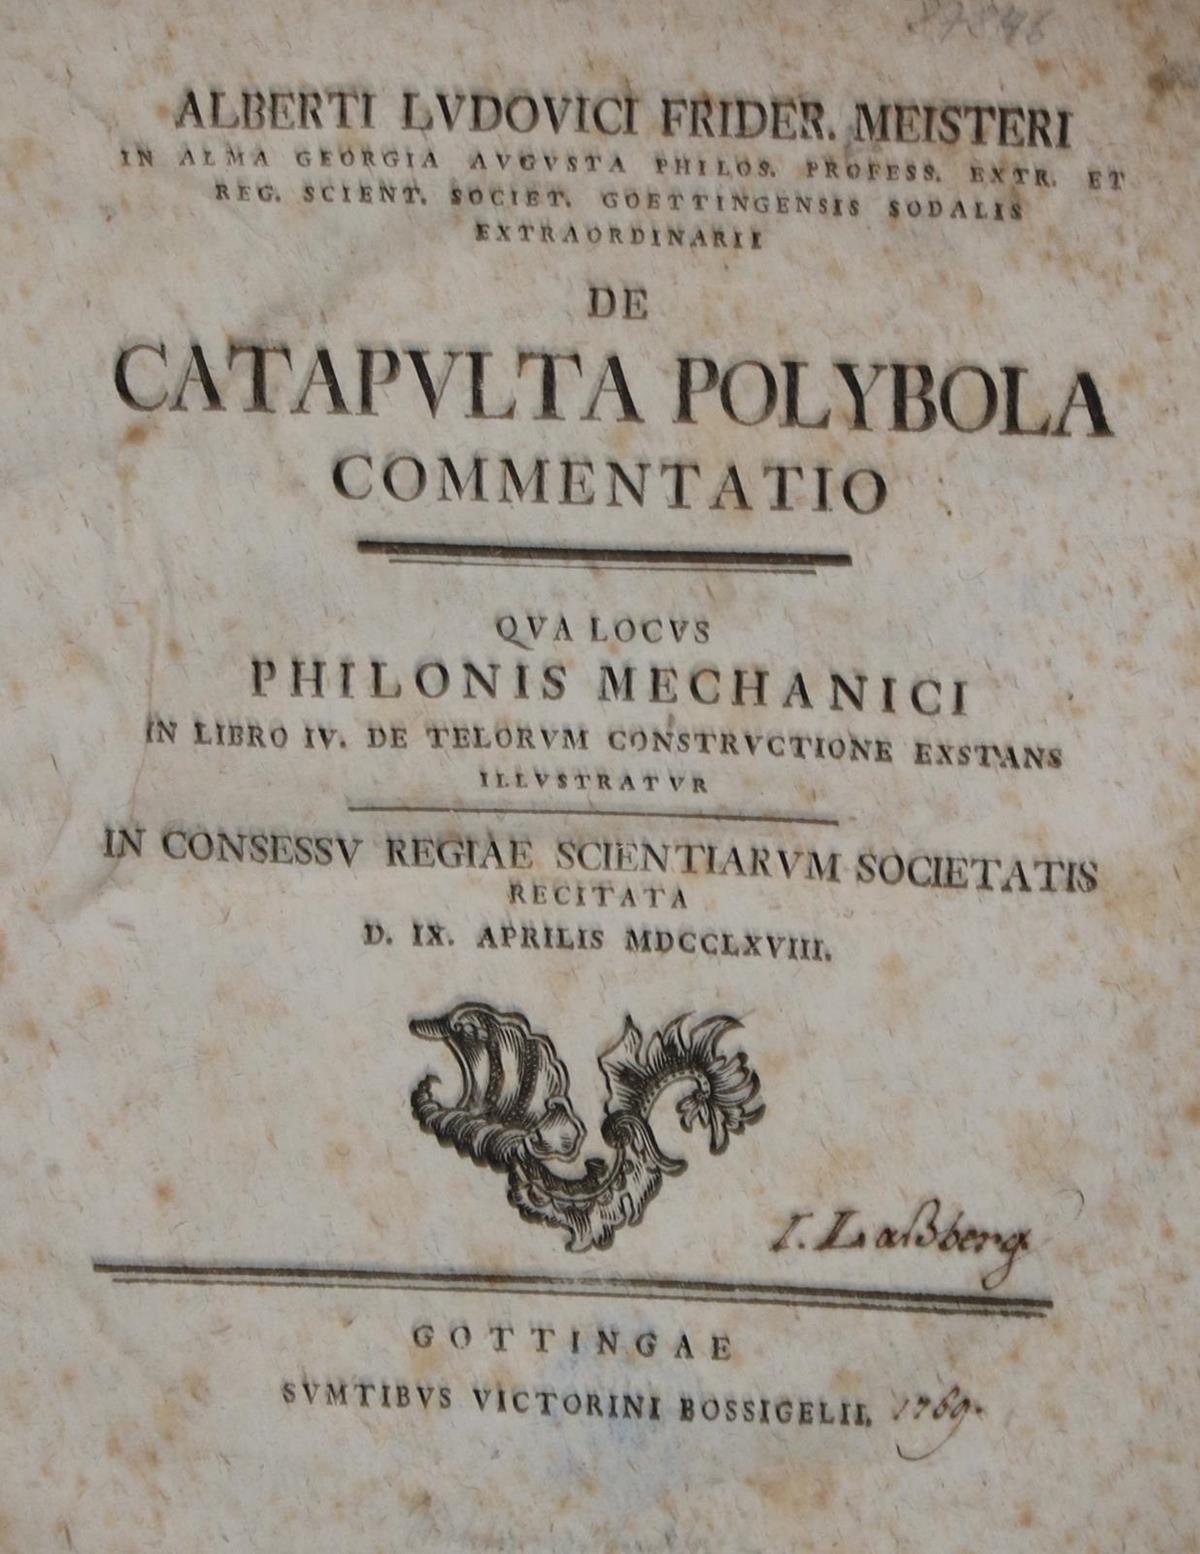 ALBERTI LVDOVICI FRIDER. MEISTERI
IN ALMA GEORGIA AVGVSTA PHILOS. PROFESS. EXTR. ET
REG. SCIENT. SOCIET. GOETTINGENSIS SODALIS
EXTRAORDINARII
DE
CATAPVLTA POLYBOLA
COMMENTATIO
QVA LOCVS
PHILONIS MECHANICI
IN LIBRO IV. DE TELORVM CONSTRVCTIONE EXSTANS
ILLVSTRATVR
IN CONSESSV REGIAE SCIENTIARVM SOCIETATIS
RECITATA
D. IX. APRILIS MDCCLXVIII.
I. Laßberg
GOTTINGAE
SVMTIBVS VICTORINI BOSSIGELII, 1769.